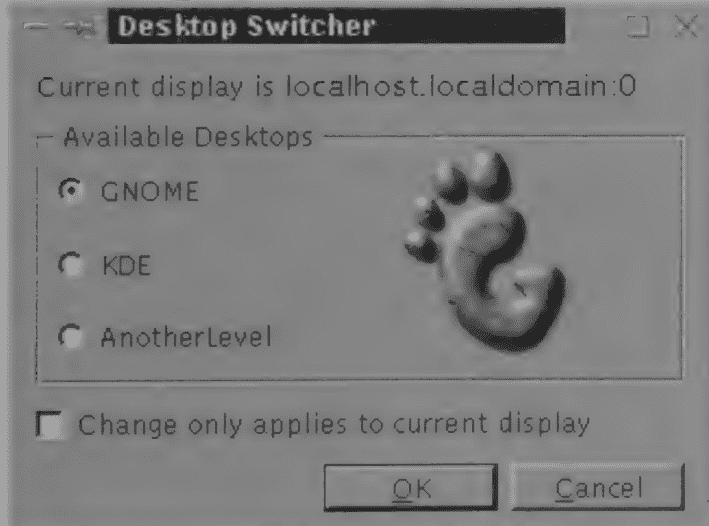 Desktop Switcher
Current display is localhost.localdomain:0
Available Desktops
GNOME
KDE
AnotherLevel
Change only applies to current display
OK
Cancel